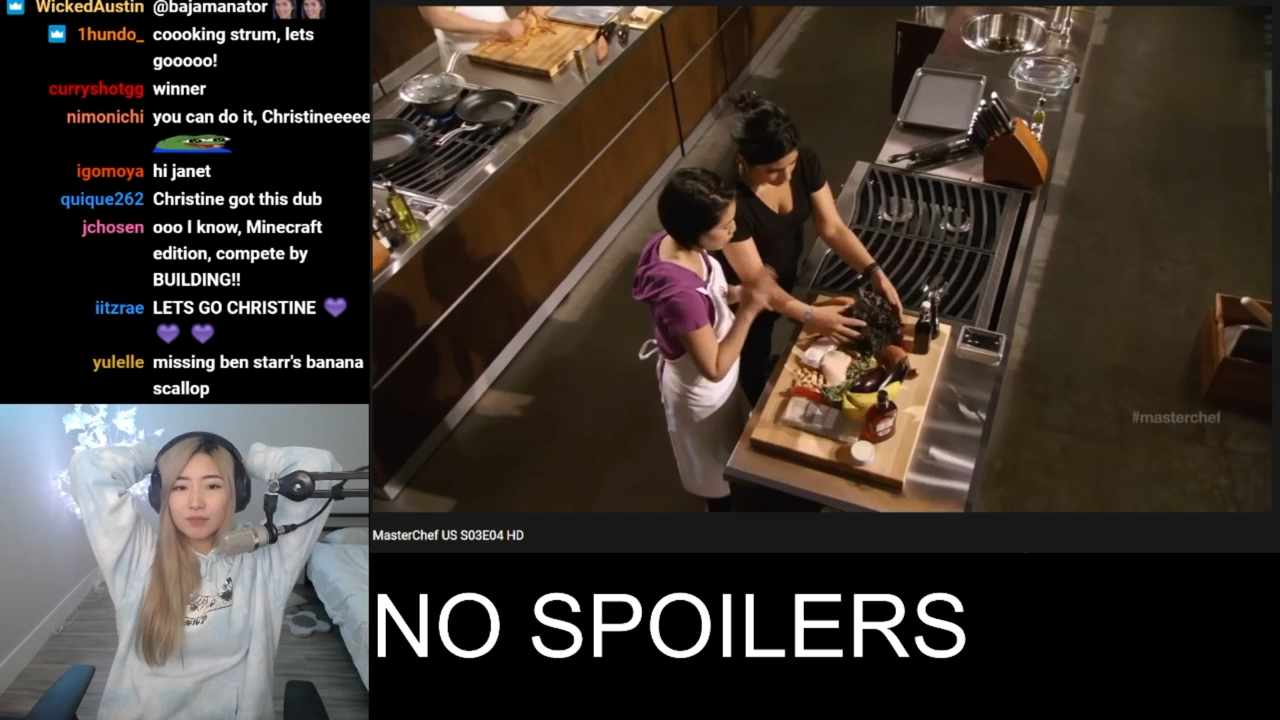 WickedAustin @bajamanator
1hundo_ coooking strum, lets
gooooo!
curryshotgg winner
nimonichi you can do it, Christineeeee
igomoya hi janet
quique262 Christine got this dub
jchosen ooo I know, Minecraft
edition, compete by
BUILDING!!
iitzrae LETS GO CHRISTINE 💜
💜 💜
yulelle missing ben starr's banana
scallop
#masterchef
MasterChef US S03E04 HD
NO SPOILERS